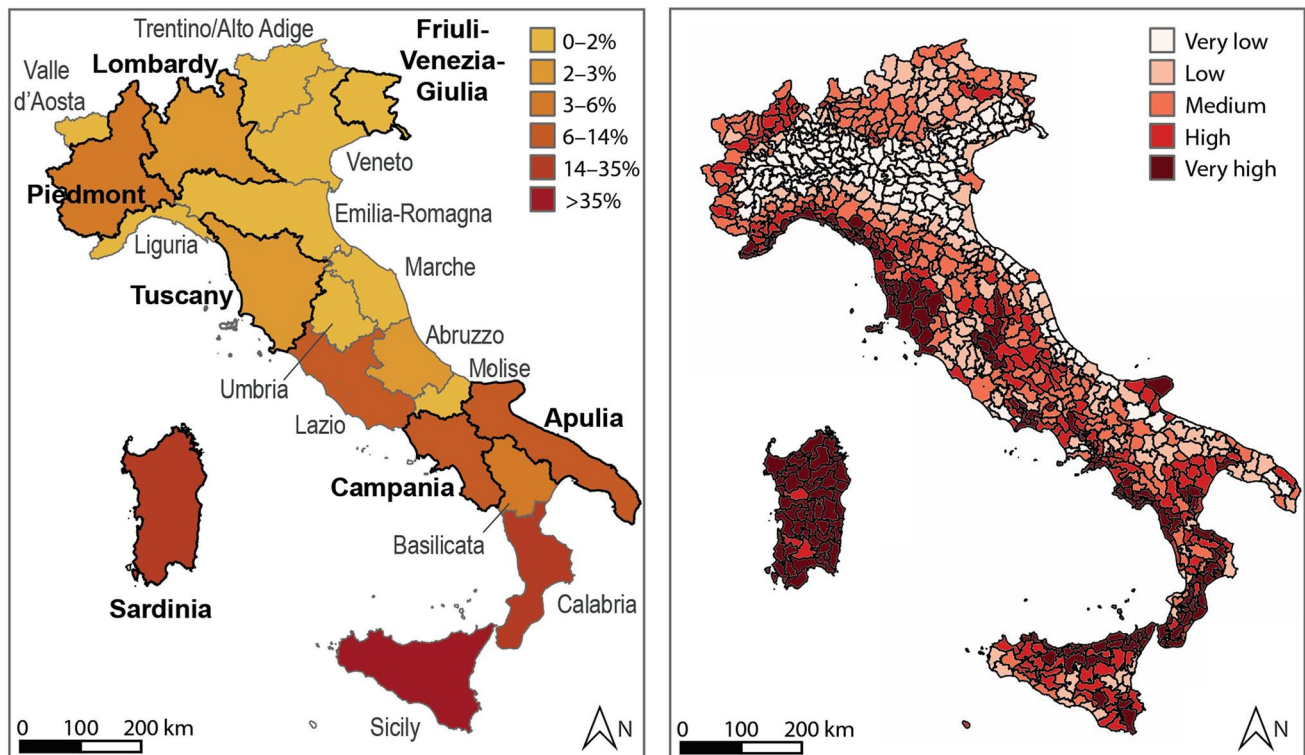 Trentino/Alto Adige
Friuli-
Venezia-
Giulia
Lombardy
Valle
d'Aosta
0–2%
2–3%
3–6%
6–14%
14–35%
>35%
Veneto
Piedmont
Emilia-Romagna
Liguria
Marche
Tuscany
Abruzzo
Molise
Umbria
Lazio
Apulia
Campania
Basilicata
Sardinia
Calabria
Sicily
0 100 200 km
N
Very low
Low
Medium
High
Very high
0 100 200 km
N